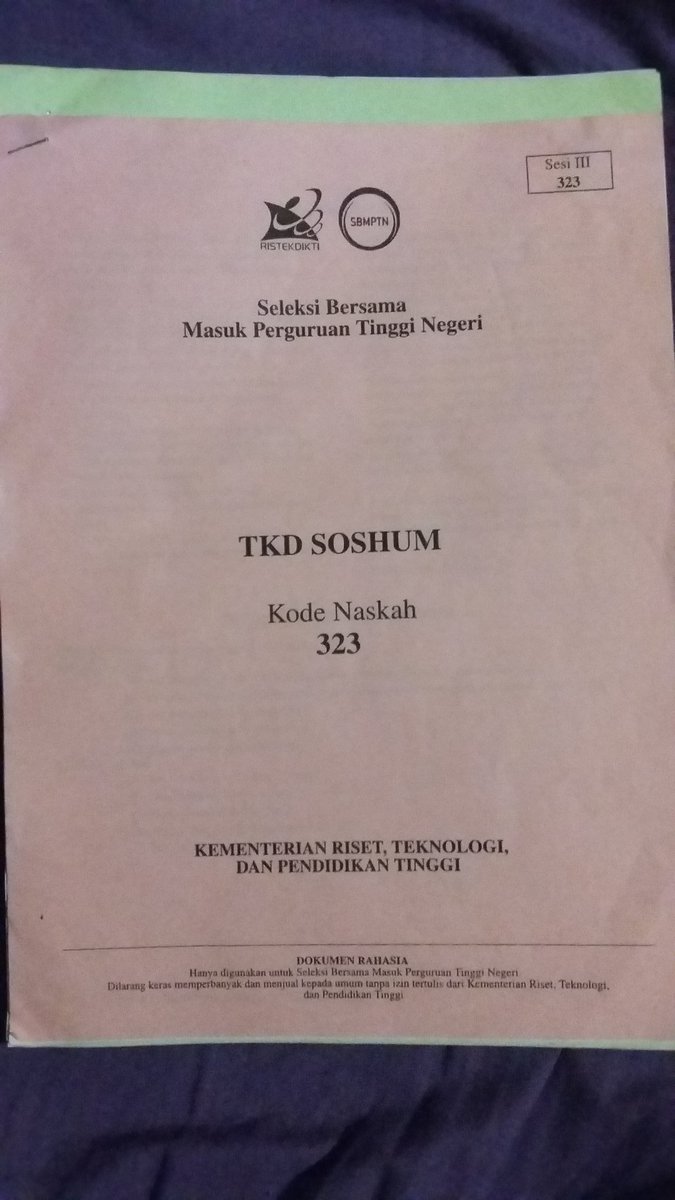 Sesi III
323
RISTEKDIKTI
SBMPTN
Seleksi Bersama
Masuk Perguruan Tinggi Negeri
TKD SOSHUM
Kode Naskah
323
KEMENTERIAN RISET, TEKNOLOGI,
DAN PENDIDIKAN TINGGI
DOKUMEN RAHASIA
Hanya digunakan untuk Seleksi Bersama Masuk Perguruan Tinggi Negeri
Dilarang keras memperbanyak dan menjual kepada umum tanpa izin tertulis dari Kementerian Riset, Teknologi,
dan Pendidikan Tinggi